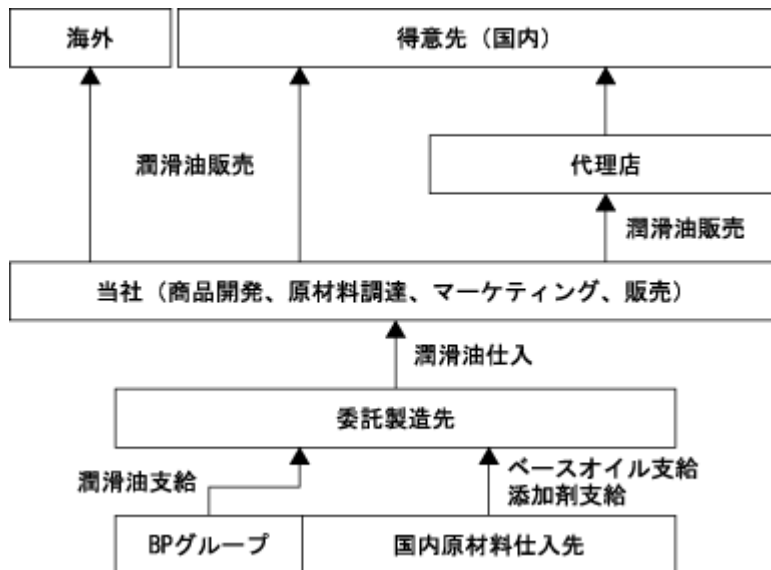 海外
得意先（国内）
代理店
潤滑油販売
潤滑油販売
当社（商品開発、原材料調達、マーケティング、販売）
潤滑油仕入
委託製造先
潤滑油支給
ベースオイル支給
添加剤支給
BPグループ
国内原材料仕入先